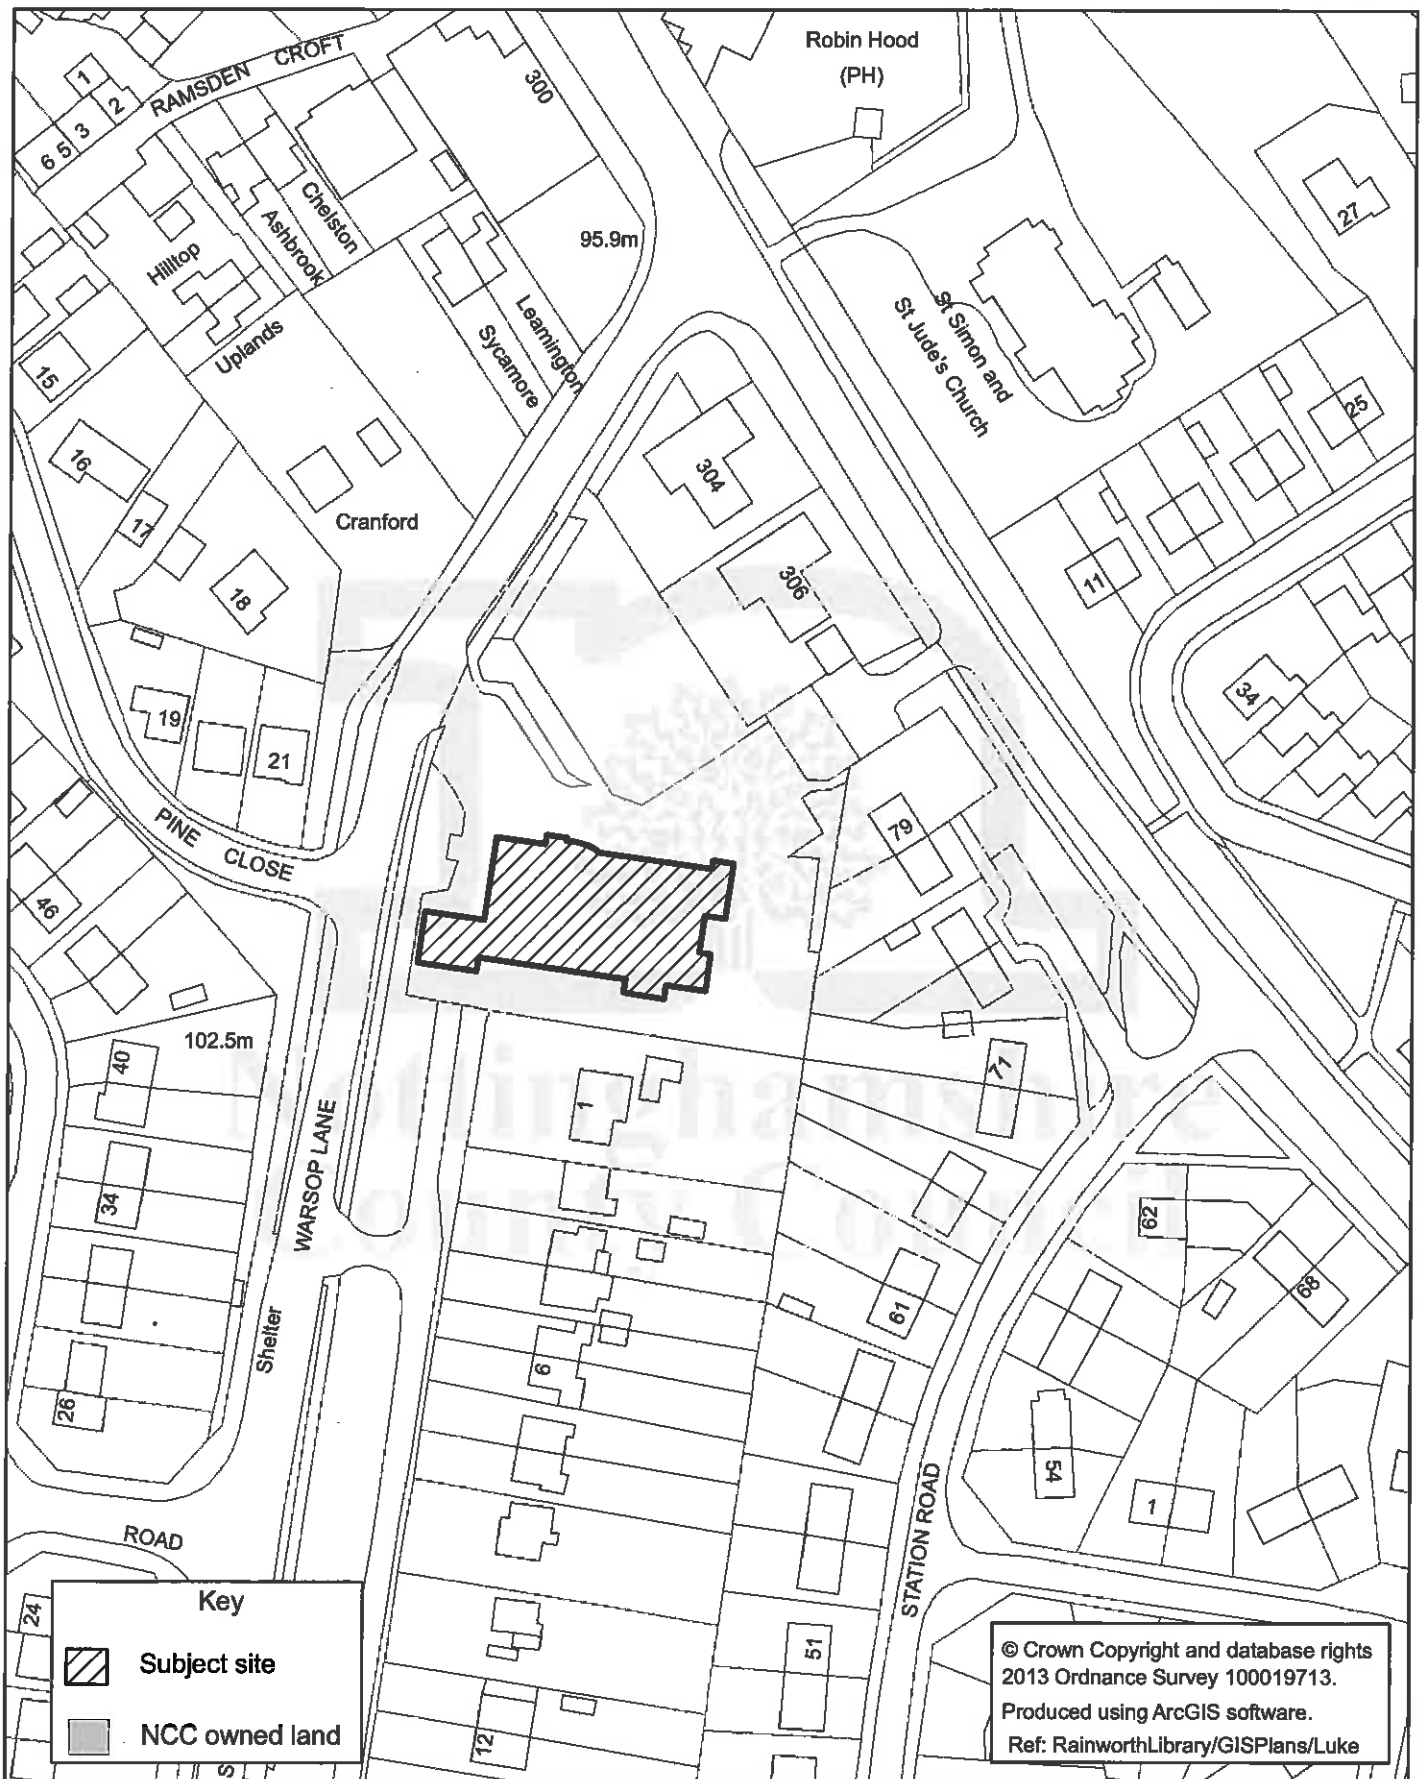 RAMSDEN CROFT
300
Robin Hood
(PH)
1
2
3
6 5
27
Chelston
Ashbrook
Hilltop
95.9m
Leamington
Sycamore
St Simon and
St Jude's Church
Uplands
15
25
16
304
17
Cranford
306
11
18
34
19
21
79
PINE CLOSE
46
102.5m
40
71
Nottinghamshire
County Council
1
WARSOP LANE
34
62
61
68
Shelter
6
26
54
1
STATION ROAD
ROAD
24
51
12
S
Key
Subject site
NCC owned land
© Crown Copyright and database rights
2013 Ordnance Survey 100019713.
Produced using ArcGIS software.
Ref: RainworthLibrary/GISPlans/Luke